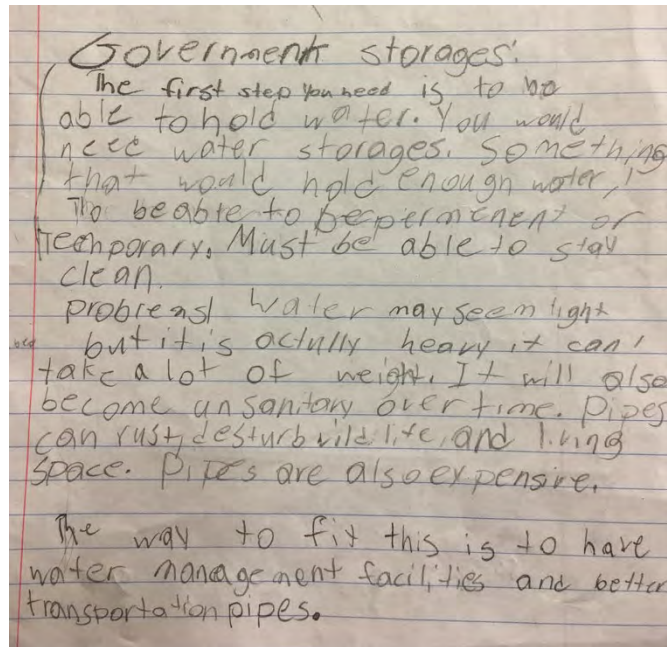 Government storages:
The first step you need is to be
able to hold water. You would
need water storages. Something
that would hold enough water,
To be able to be perminent or
Temporary. Must be able to stay
clean.
problems! Water may seem light
but it is actully heavy it can
take a lot of weight. It will also
become unsanitary over time. Pipes
can rust, desturb wild life, and living
space. Pipes are also expensive.
The way to fix this is to have
water management facilities and better
transportation pipes.